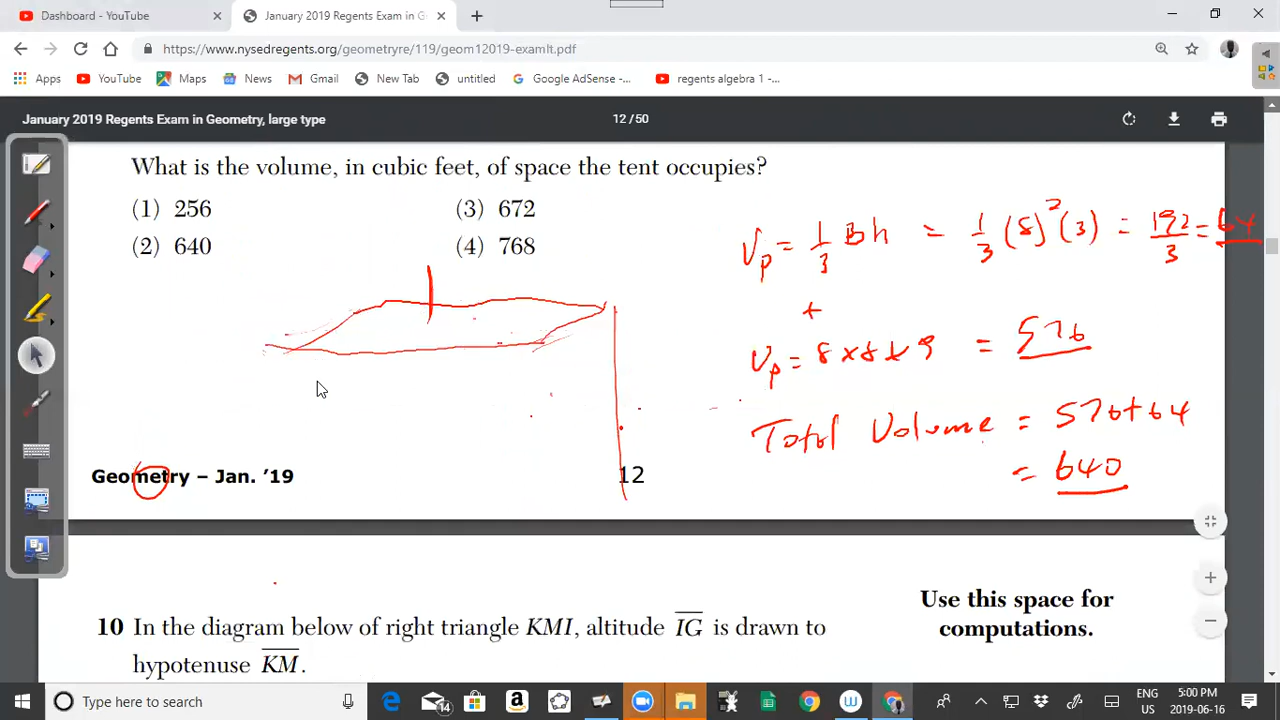 Dashboard - YouTube
January 2019 Regents Exam in G
https://www.nysedregents.org/geometryre/119/geom12019-examlt.pdf
Apps YouTube Maps News Gmail New Tab untitled Google AdSense -... regents algebra 1 -...
January 2019 Regents Exam in Geometry, large type 12/50
What is the volume, in cubic feet, of space the tent occupies?
(1) 256 (3) 672
(2) 640 (4) 768
Vp = 1/3 Bh = 1/3 (8)² (3) = 192/3 = 64
+
Vp = 8 x 8 x 9 = 576
Total Volume = 576+64
= 640
Geometry – Jan. ’19 12
10 In the diagram below of right triangle KMI, altitude IG is drawn to
hypotenuse KM.
Use this space for
computations.
Type here to search
14
ENG
US
5:00 PM
2019-06-16